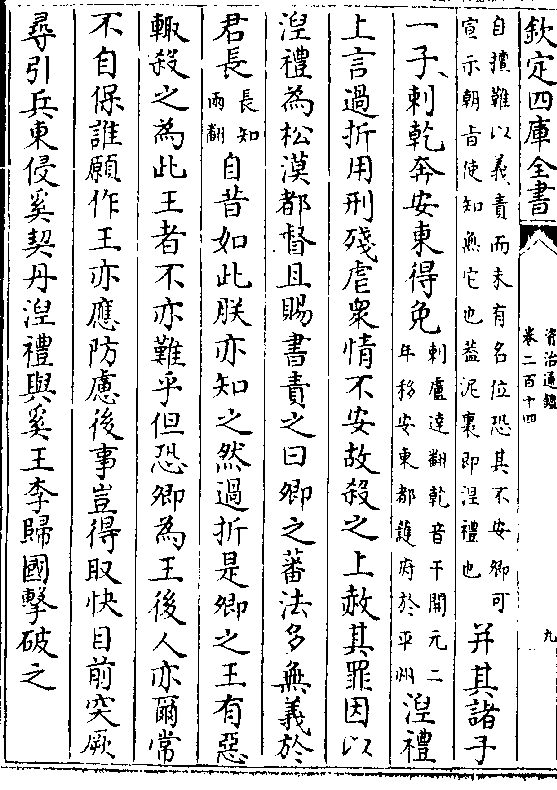 欽定四庫全書
資治通鑑
卷二百十四
九
自擅難以義責而未有名位恐其不安卿可
宣示朝旨使知無它也蓋泥裏即涅禮也
并其諸子
一子剌乾奔安東得免
剌盧達翻乾音干開元二
年移安東都護府於平州
涅禮
上言過折用刑殘虐衆情不安故殺之上赦其罪因以
涅禮為松漠都督且賜書責之曰卿之蕃法多無義於
君長
長知
兩翻
自昔如此朕亦知之然過折是卿之王有惡
輙殺之為此王者不亦難乎但恐卿為王後人亦爾常
不自保誰願作王亦應防慮後事豈得取快目前突厥
尋引兵東侵奚契丹涅禮與奚王李歸國擊破之